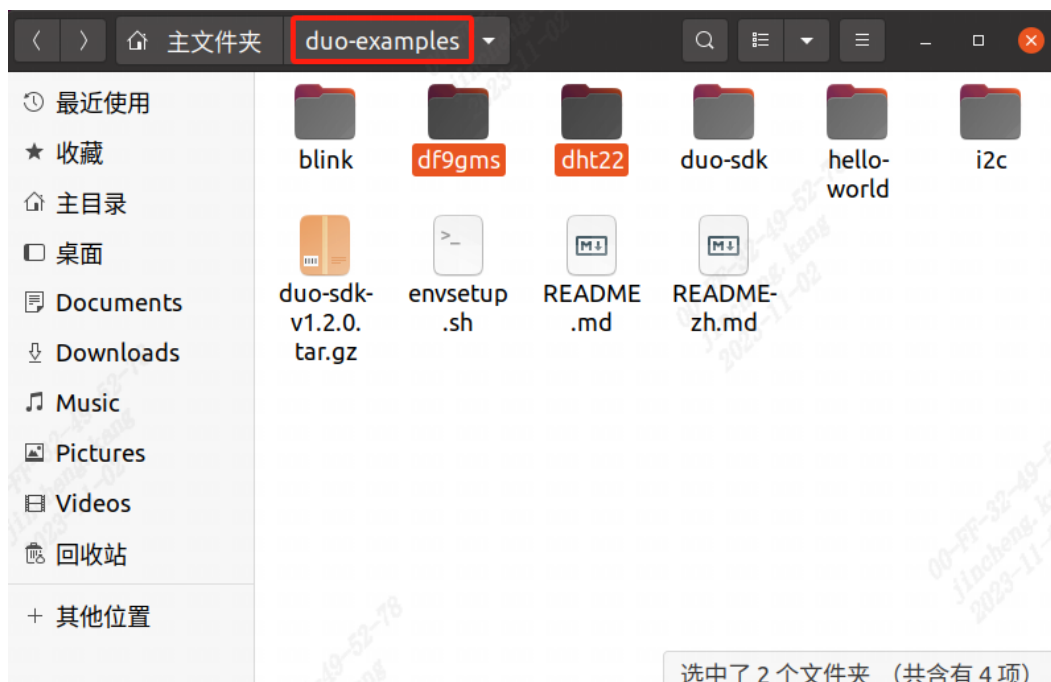 主文件夹 duo-examples
最近使用
收藏
主目录
桌面
Documents
Downloads
Music
Pictures
Videos
回收站
其他位置
blink df9gms dht22 duo-sdk hello-world i2c
duo-sdk-v1.2.0.tar.gz envsetup.sh README.md README-zh.md
选中了 2 个文件夹 （共含有 4 项）